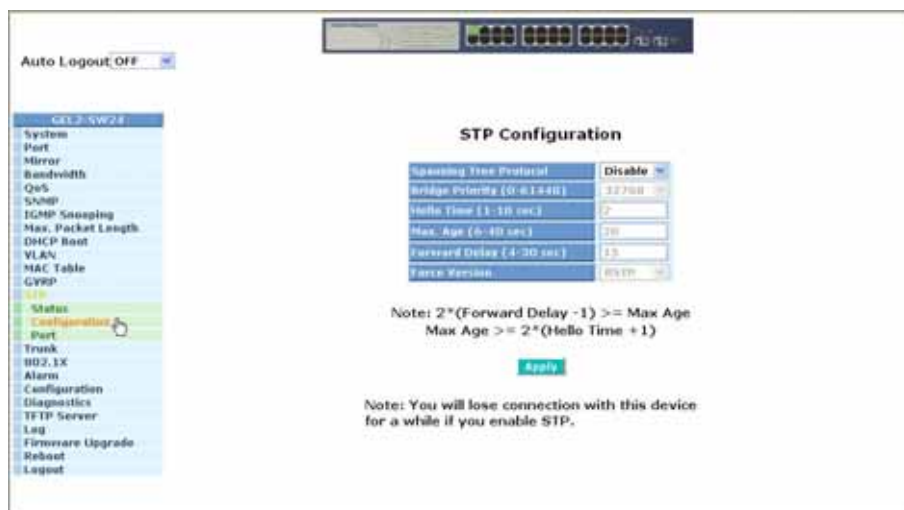 Auto Logout OFF
GEL2-SW24
System
Port
Mirror
Bandwidth
QoS
SNMP
IGMP Snooping
Max. Packet Length
DHCP Boot
VLAN
MAC Table
GVRP
STP
Status
Configuration
Port
Trunk
802.1X
Alarm
Configuration
Diagnostics
TFTP Server
Log
Firmware Upgrade
Reboot
Logout
STP Configuration
Spanning Tree Protocol Disable
Bridge Priority (0-61440) 32768
Hello Time (1-10 sec) 2
Max. Age (6-40 sec) 20
Forward Delay (4-30 sec) 15
Force Version RSTP
Note: 2*(Forward Delay -1) >= Max Age
Max Age >= 2*(Hello Time +1)
Apply
Note: You will lose connection with this device
for a while if you enable STP.